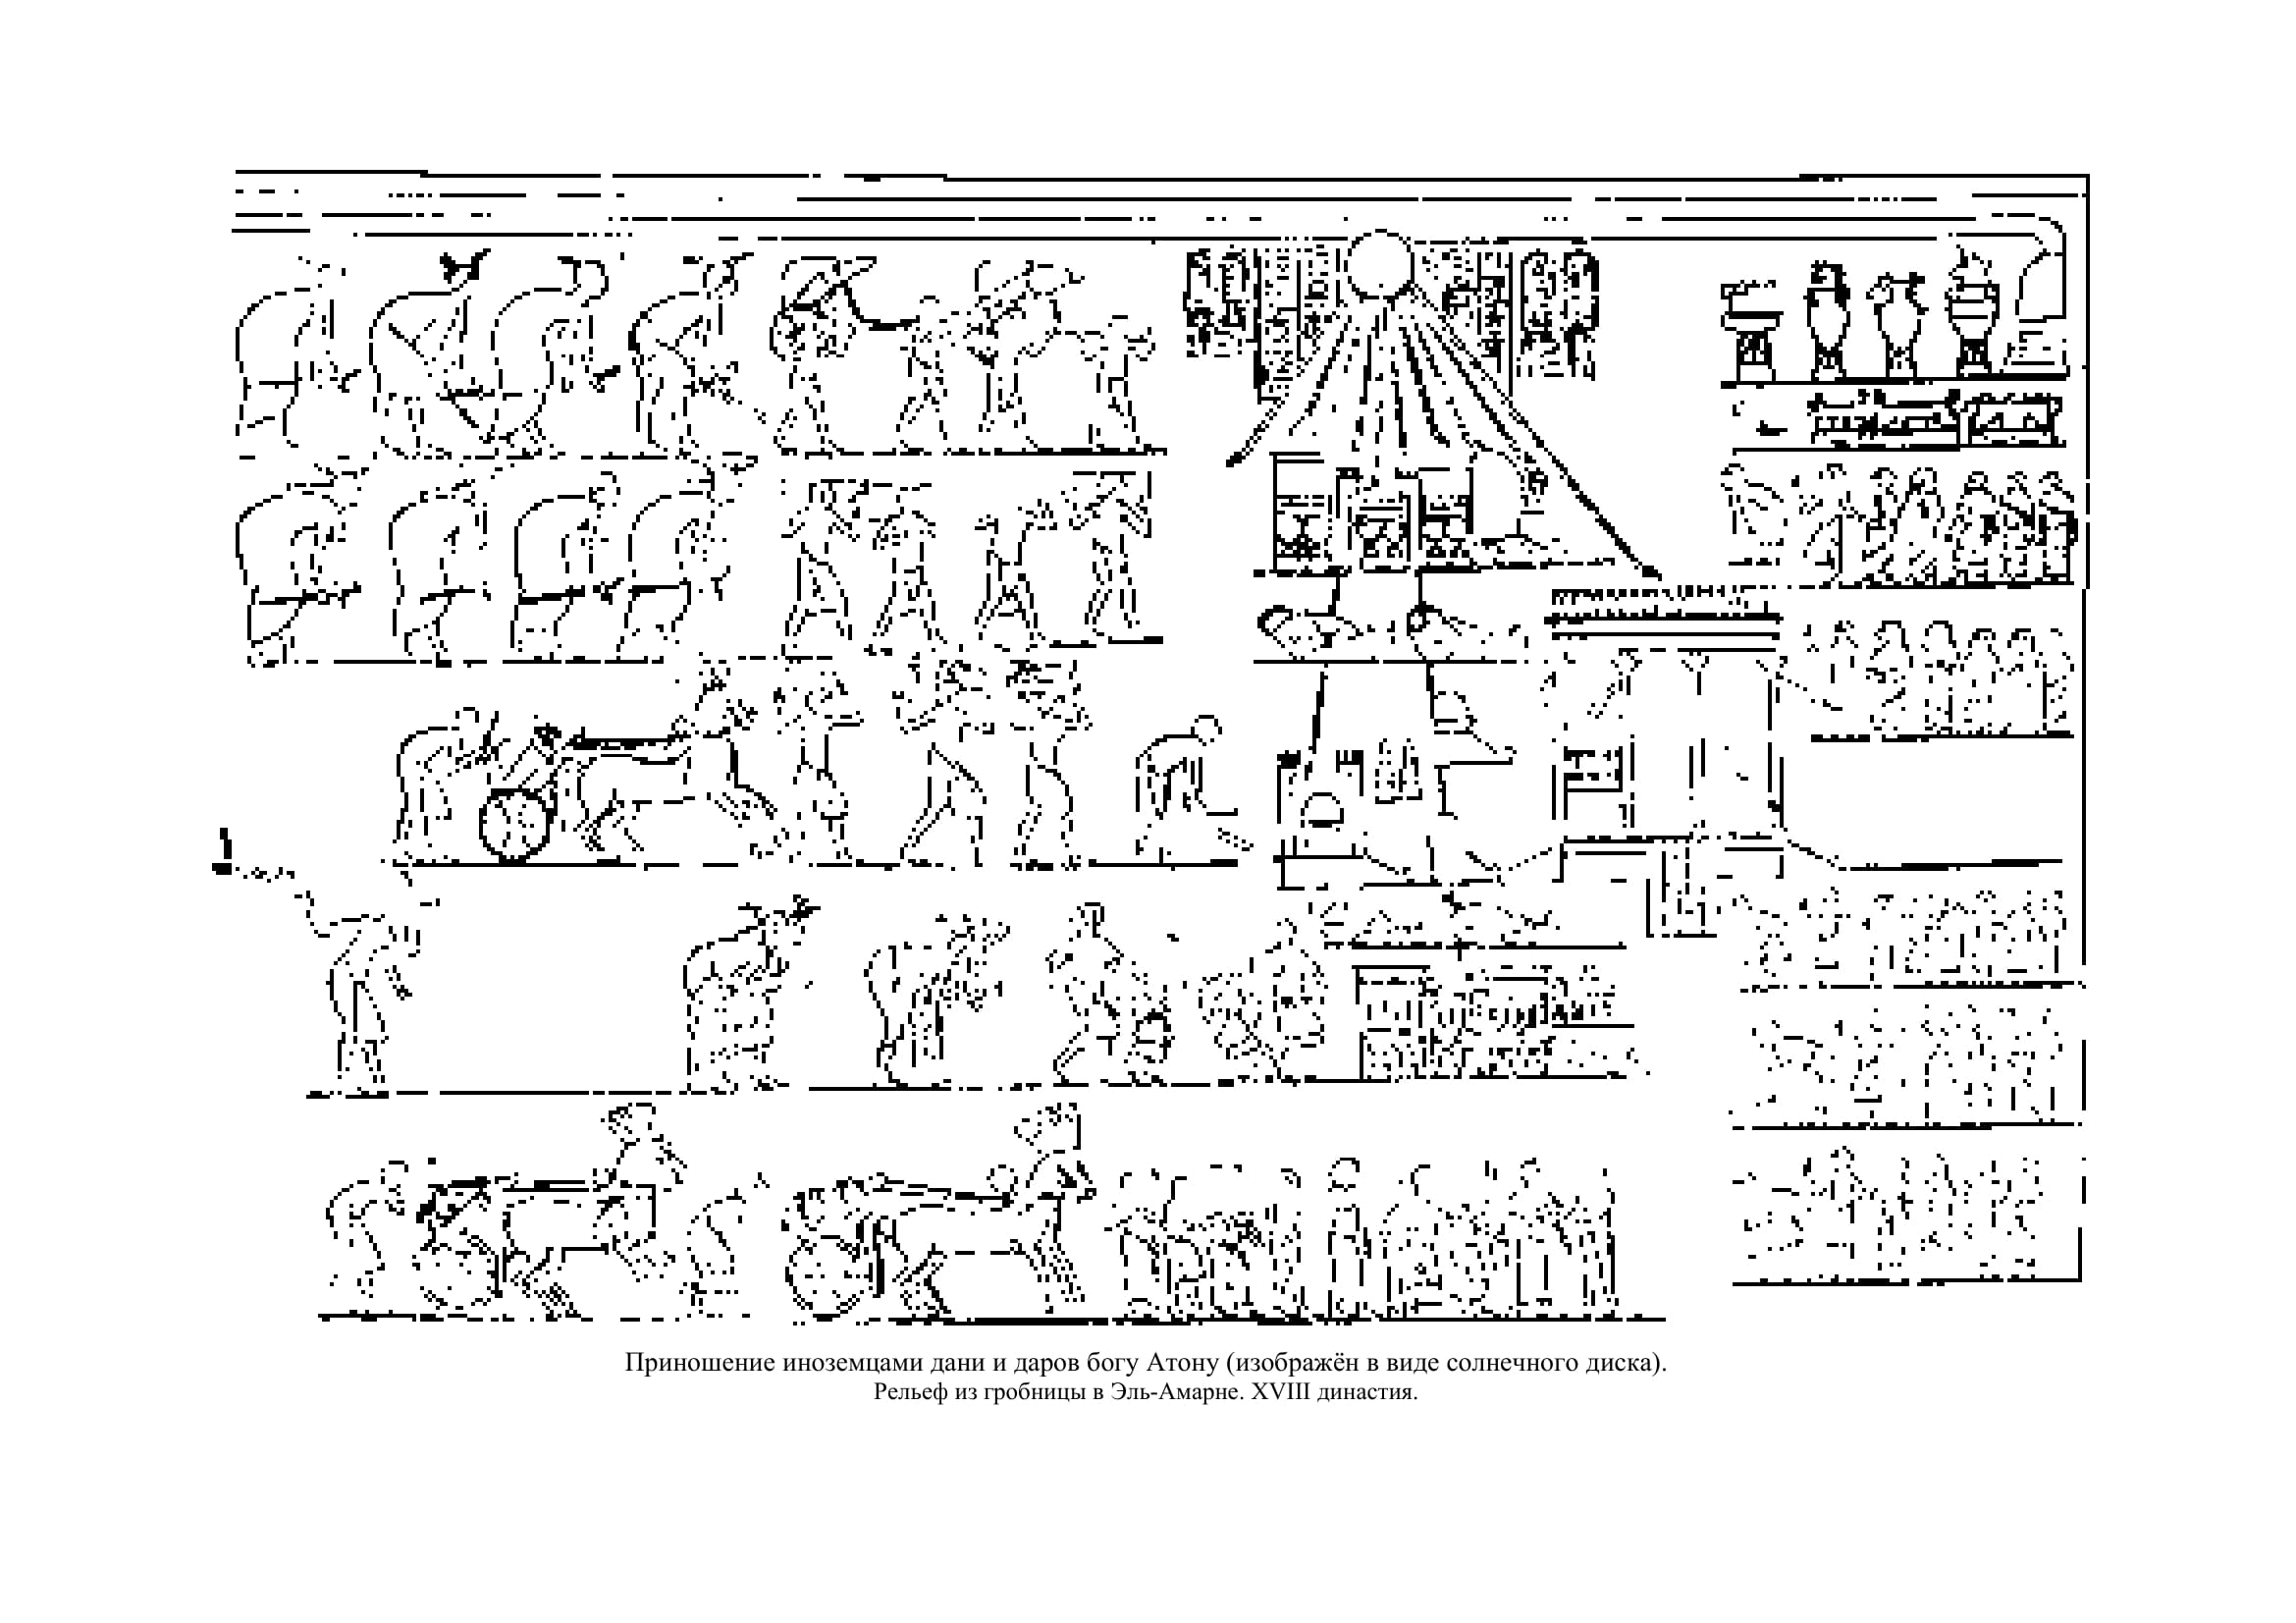 Приношение иноземцами дани и даров богу Атону (изображён в виде солнечного диска).
Рельеф из гробницы в Эль-Амарне. XVIII династия.